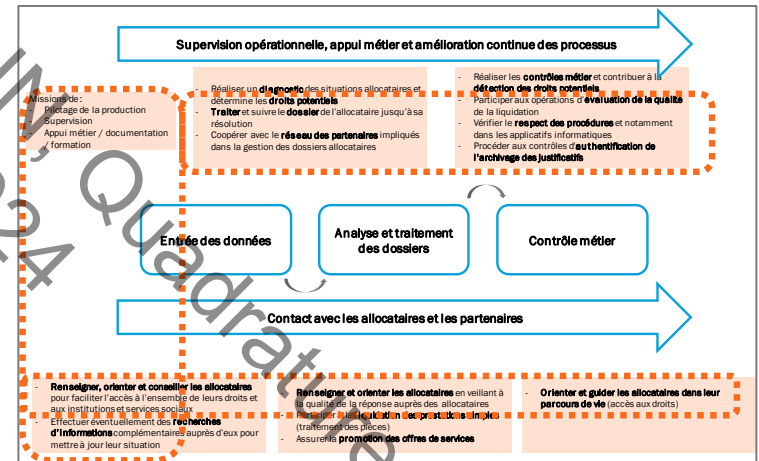 Supervision opérationnelle, appui métier et amélioration continue des processus
Missions de :
- Pilotage de la production
- Supervision
- Appui métier / documentation
/ formation
- Réaliser un diagnostic des situations allocataires et
détermine les droits potentiels
- Traiter et suivre le dossier de l'allocataire jusqu'à sa
résolution
- Coopérer avec le réseau des partenaires impliqués
dans la gestion des dossiers allocataires
- Réaliser les contrôles métier et contribuer à la
détection des droits potentiels
- Participer aux opérations d'évaluation de la qualité
de la liquidation
- Vérifier le respect des procédures et notamment
dans les applicatifs informatiques
- Procéder aux contrôles d'authentification de
l'archivage des justificatifs
Entrée des données
Analyse et traitement
des dossiers
Contrôle métier
Contact avec les allocataires et les partenaires
- Renseigner, orienter et conseiller les allocataires
pour faciliter l'accès à l'ensemble de leurs droits et
aux institutions et services sociaux
- Effectuer éventuellement des recherches
d'informations complémentaires auprès d'eux pour
mettre à jour leur situation
Renseigner et orienter les allocataires en veillant à
la qualité de la réponse auprès des allocataires
- Participer à la liquidation des prestations simples
(traitement des pièces)
- Assurer la promotion des offres de services
- Orienter et guider les allocataires dans leur
parcours de vie (accès aux droits)
Quadrature
24